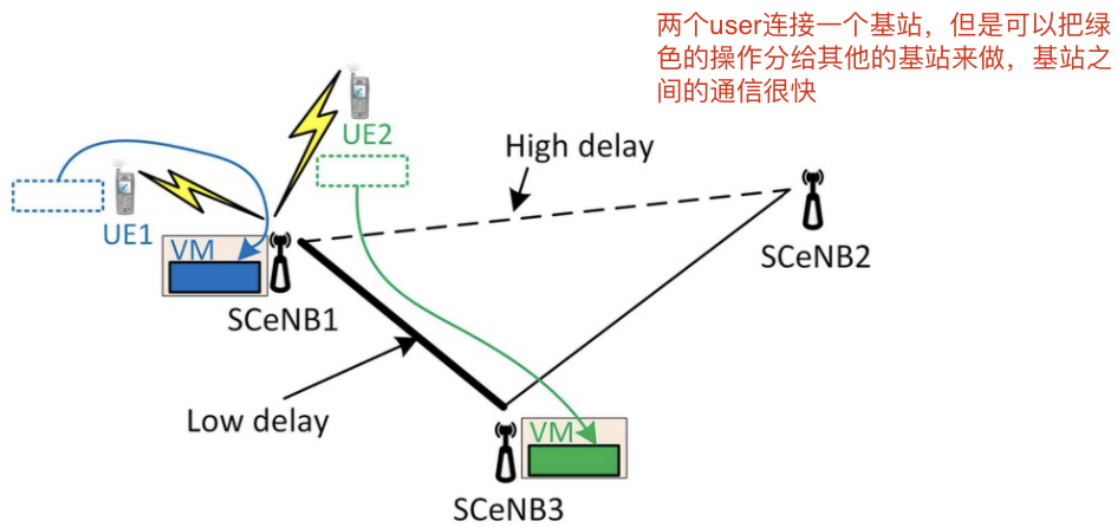 两个user连接一个基站，但是可以把绿
色的操作分给其他的基站来做，基站之
间的通信很快
UE2
High delay
UE1
VM
SCeNB2
SCeNB1
Low delay
VM
SCeNB3